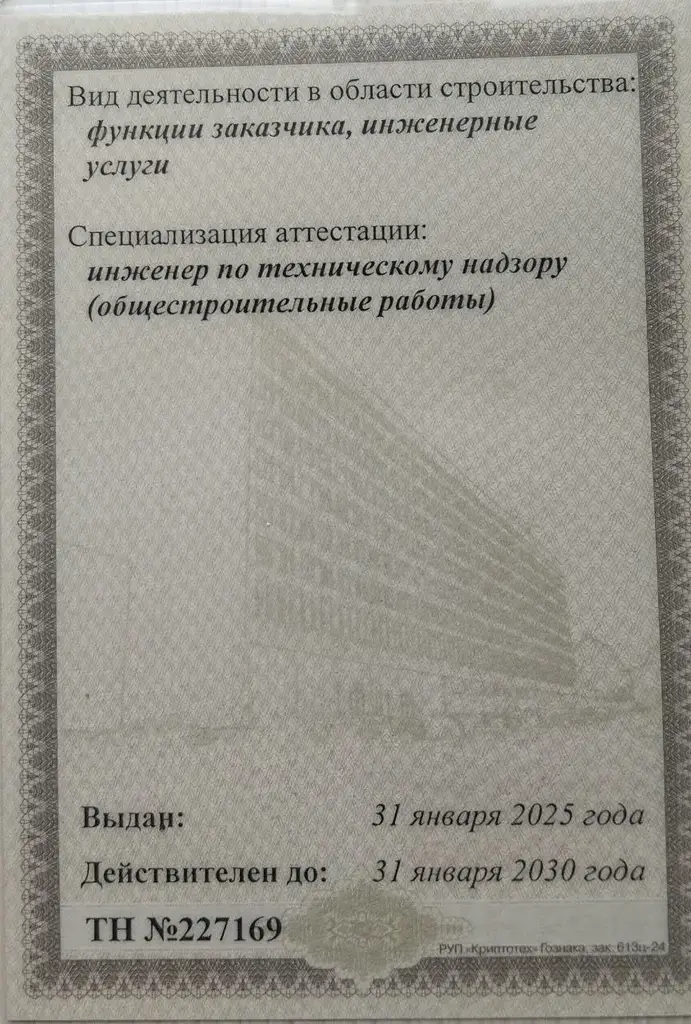 Вид деятельности в области строительства:
функции заказчика, инженерные
услуги
Специализация аттестации:
инженер по техническому надзору
(общестроительные работы)
Выдан: 31 января 2025 года
Действителен до: 31 января 2030 года
ТН №227169
РУП «Криптотех» Гознака, зак. 613ц-24